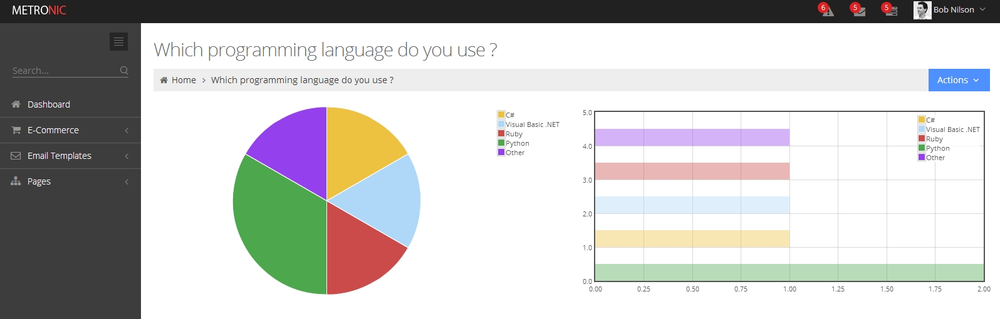 METRONIC
6
5
5
Bob Nilson
Which programming language do you use ?
Search...
Home > Which programming language do you use ?
Actions
Dashboard
E-Commerce
Email Templates
Pages
C#
Visual Basic .NET
Ruby
Python
Other
5.0
4.0
3.0
2.0
1.0
0.0
0.00 0.25 0.50 0.75 1.00 1.25 1.50 1.75 2.00
C#
Visual Basic .NET
Ruby
Python
Other